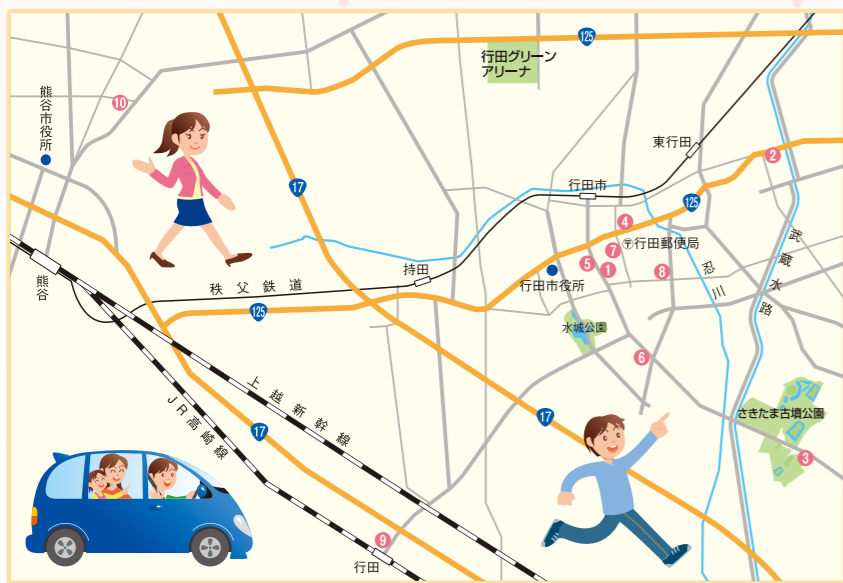 125
行田グリーン
アリーナ
10
熊谷市役所
東行田
2
17
行田市
125
4
〒行田郵便局
7
武蔵水路
5
1
8
忍川
持田
行田市役所
熊谷
秩父鉄道
125
水城公園
6
上越新幹線
JR高崎線
17
17
さきたま古墳公園
3
9
行田